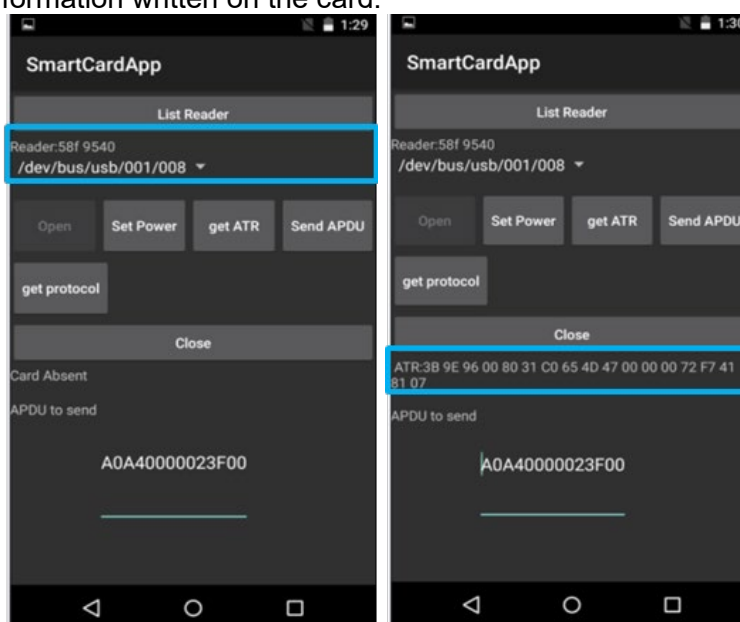 formation written on the card.
1:29
SmartCardApp
List Reader
Reader:58f 9540
/dev/bus/usb/001/008
Open Set Power get ATR Send APDU
get protocol
Close
Card Absent
APDU to send
A0A40000023F00
1:30
SmartCardApp
List Reader
Reader:58f 9540
/dev/bus/usb/001/008
Open Set Power get ATR Send APDU
get protocol
Close
ATR:3B 9E 96 00 80 31 C0 65 4D 47 00 00 00 72 F7 41
81 07
APDU to send
A0A40000023F00